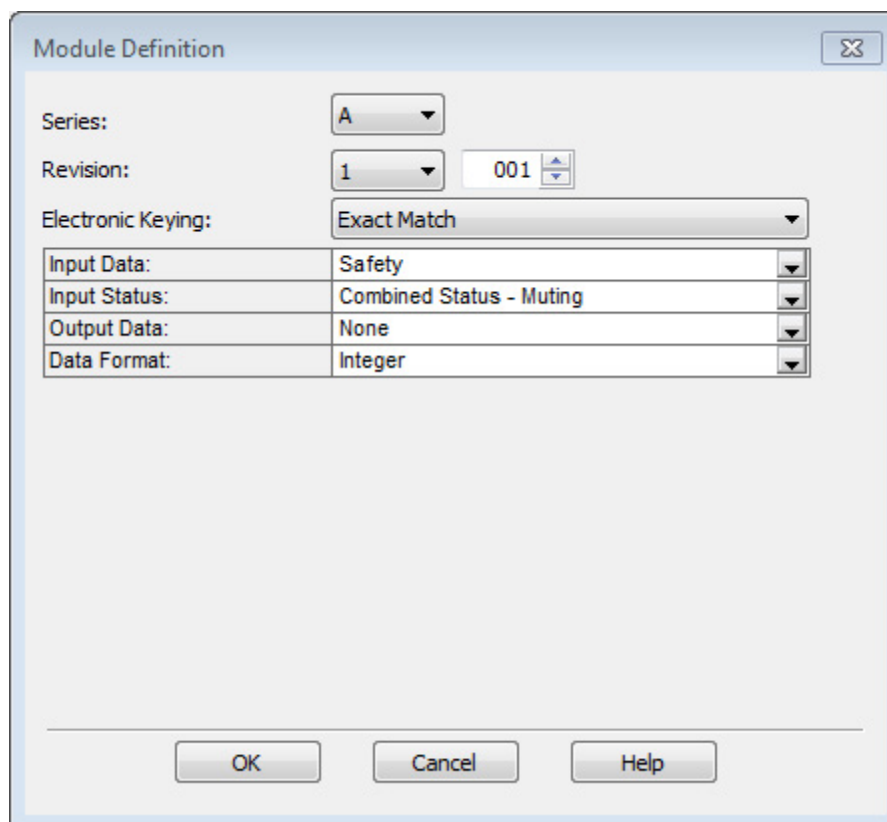 Module Definition
Series: A
Revision: 1 001
Electronic Keying: Exact Match
Input Data: Safety
Input Status: Combined Status - Muting
Output Data: None
Data Format: Integer
OK Cancel Help